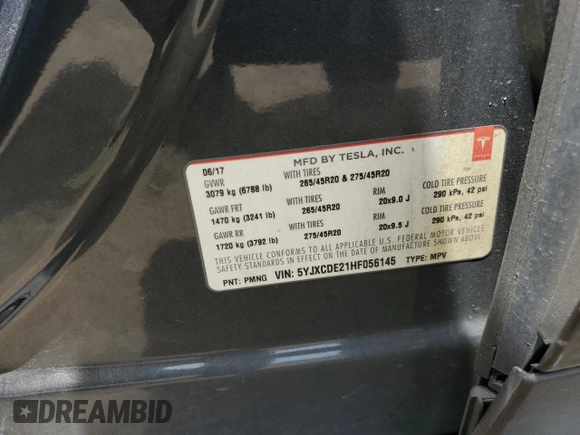 MFD BY TESLA, INC.
TESLA
06/17
GVWR WITH TIRES
3079 kg (6788 lb) 265/45R20 & 275/45R20
GAWR FRT WITH TIRES RIM COLD TIRE PRESSURE
1470 kg (3241 lb) 265/45R20 20x9.0 J 290 kPa, 42 psi
GAWR RR WITH TIRES RIM COLD TIRE PRESSURE
1720 kg (3792 lb) 275/45R20 20x9.5 J 290 kPa, 42 psi
THIS VEHICLE CONFORMS TO ALL APPLICABLE U.S. FEDERAL MOTOR VEHICLE
SAFETY STANDARDS IN EFFECT ON THE DATE OF MANUFACTURE SHOWN ABOVE.
PNT: PMNG VIN: 5YJXCDE21HF056145 TYPE: MPV
DREAMBID